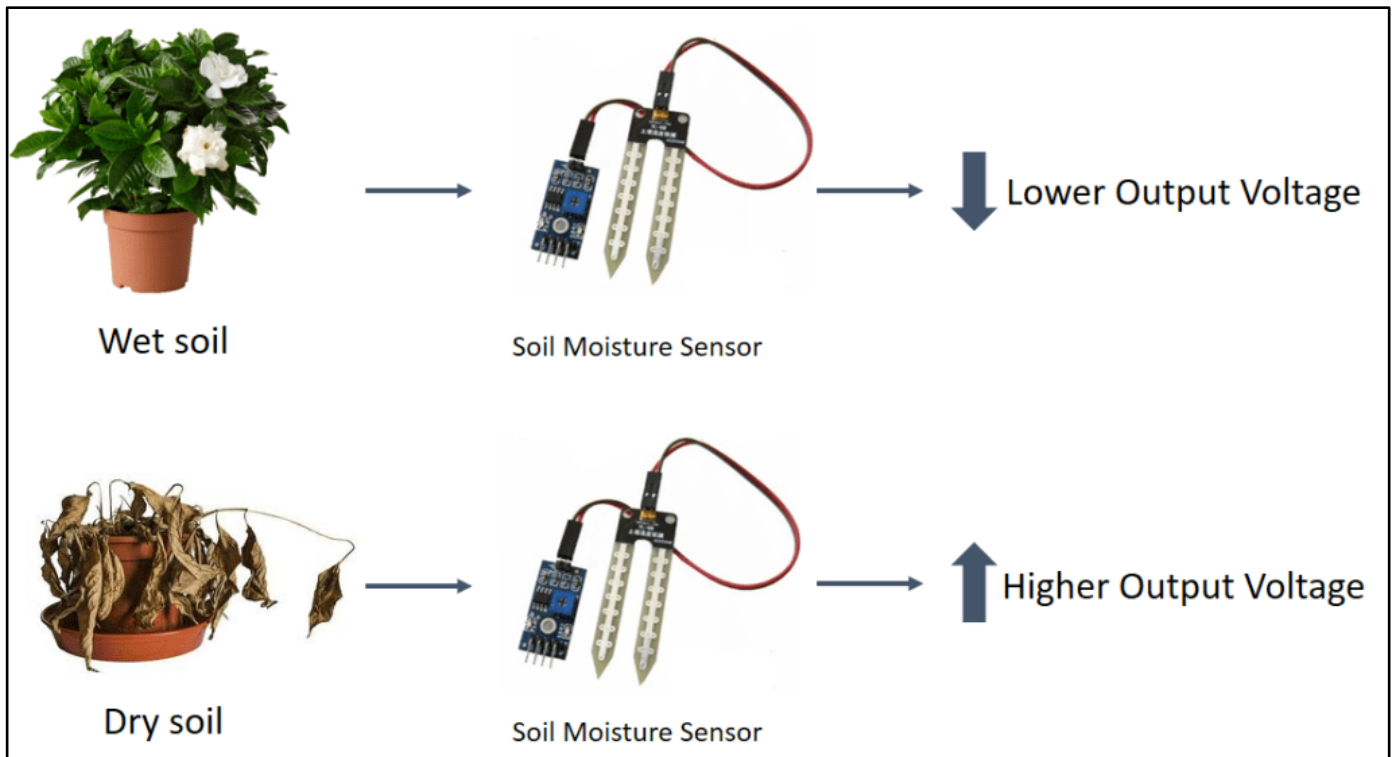 Lower Output Voltage
Wet soil
Soil Moisture Sensor
Higher Output Voltage
Dry soil
Soil Moisture Sensor